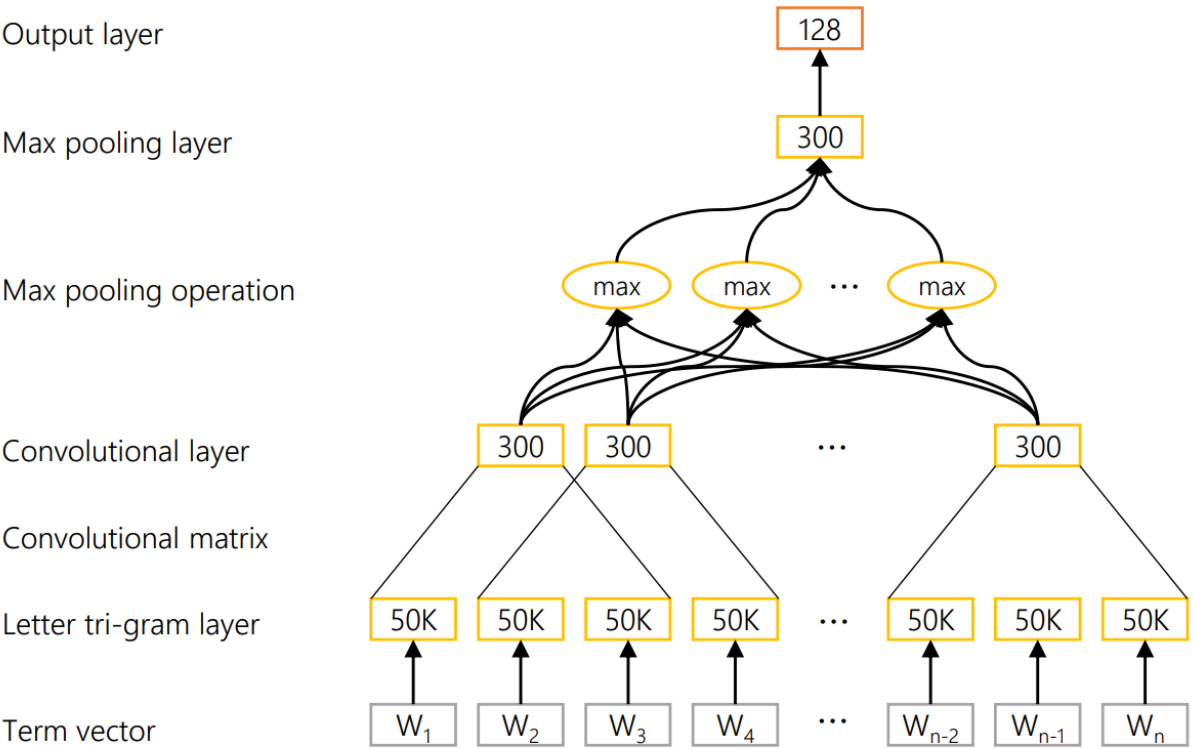 Output layer 128
Max pooling layer 300
Max pooling operation max max ... max
Convolutional layer 300 300 ... 300
Convolutional matrix
Letter tri-gram layer 50K 50K 50K 50K ... 50K 50K 50K
Term vector W1 W2 W3 W4 ... Wn-2 Wn-1 Wn